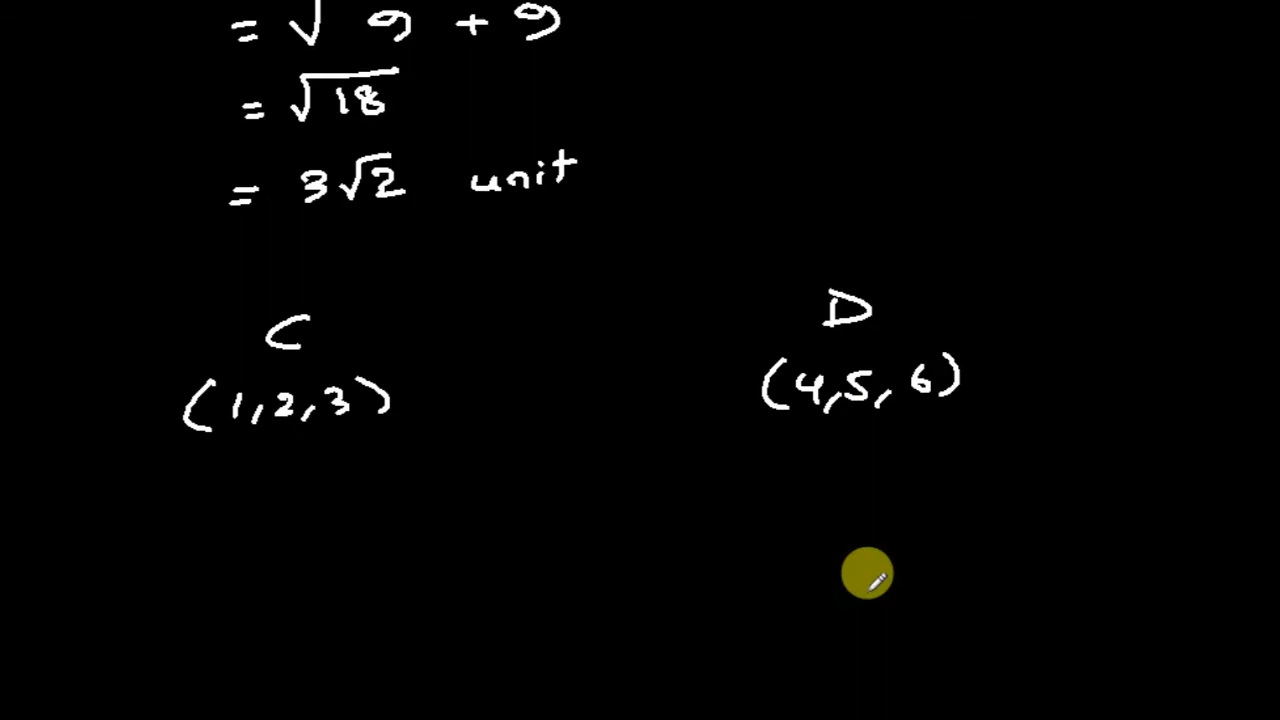 = √ 9 + 9
= √18
= 3√2 unit
C D
(1,2,3) (4,5,6)